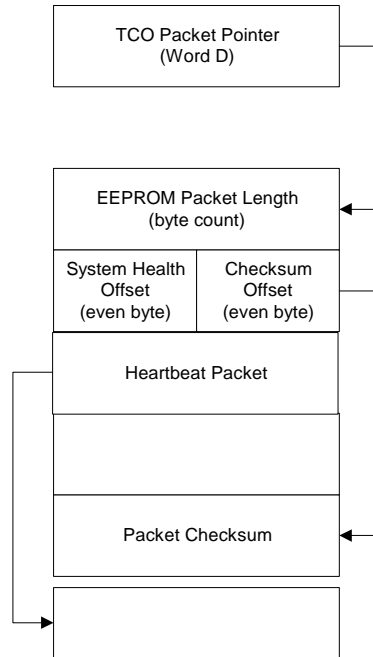 TCO Packet Pointer
(Word D)
EEPROM Packet Length
(byte count)
System Health
Offset
(even byte)
Checksum
Offset
(even byte)
Heartbeat Packet
Packet Checksum